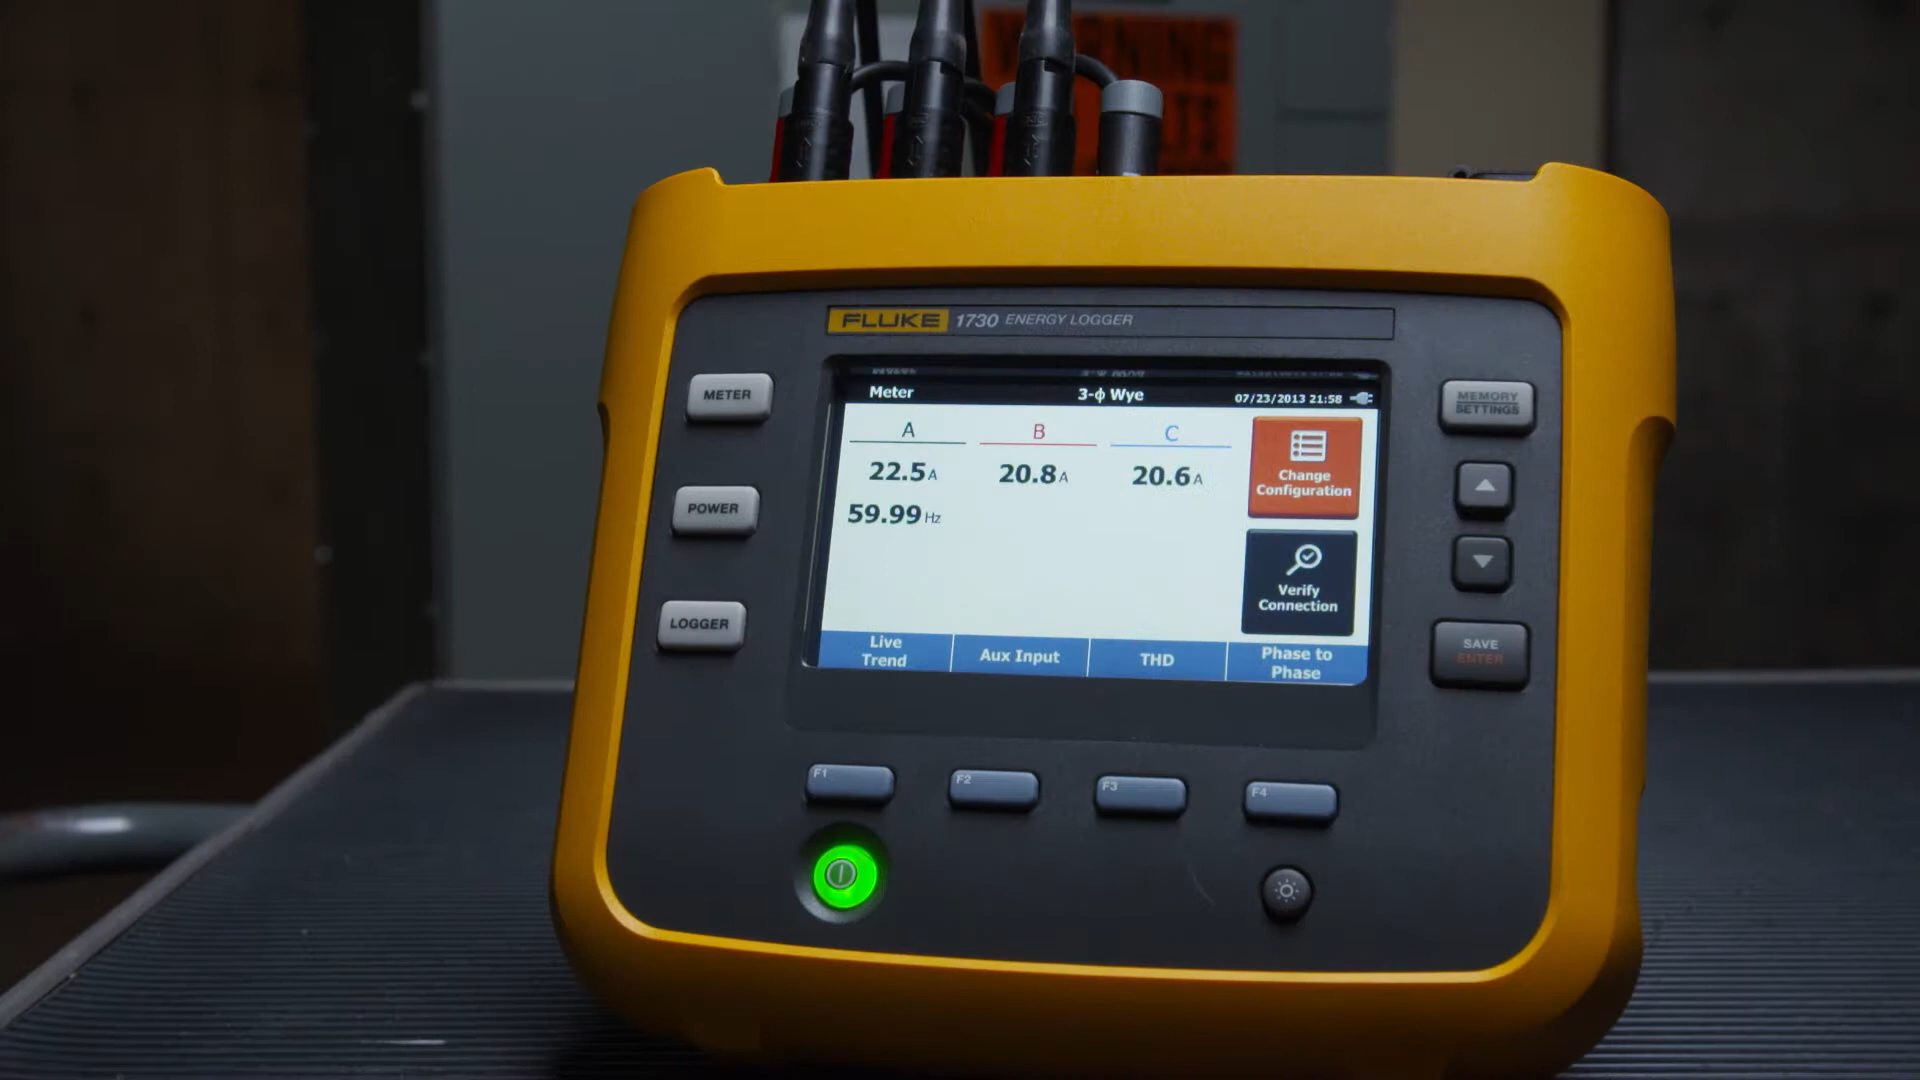 WARNING
FLUKE 1730 ENERGY LOGGER
Meter 3-ϕ Wye 07/23/2013 21:58
A B C
22.5 A 20.8 A 20.6 A
59.99 Hz
Change
Configuration
Verify
Connection
Live
Trend
Aux Input
THD
Phase to
Phase
METER
POWER
LOGGER
MEMORY
SETTINGS
SAVE
ENTER
F1 F2 F3 F4